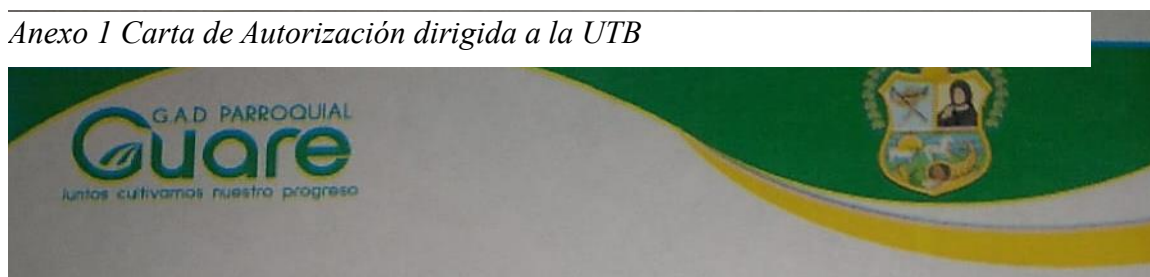 Anexo 1 Carta de Autorización dirigida a la UTB
G.A.D PARROQUIAL
Guare
Juntos cultivamos nuestro progreso